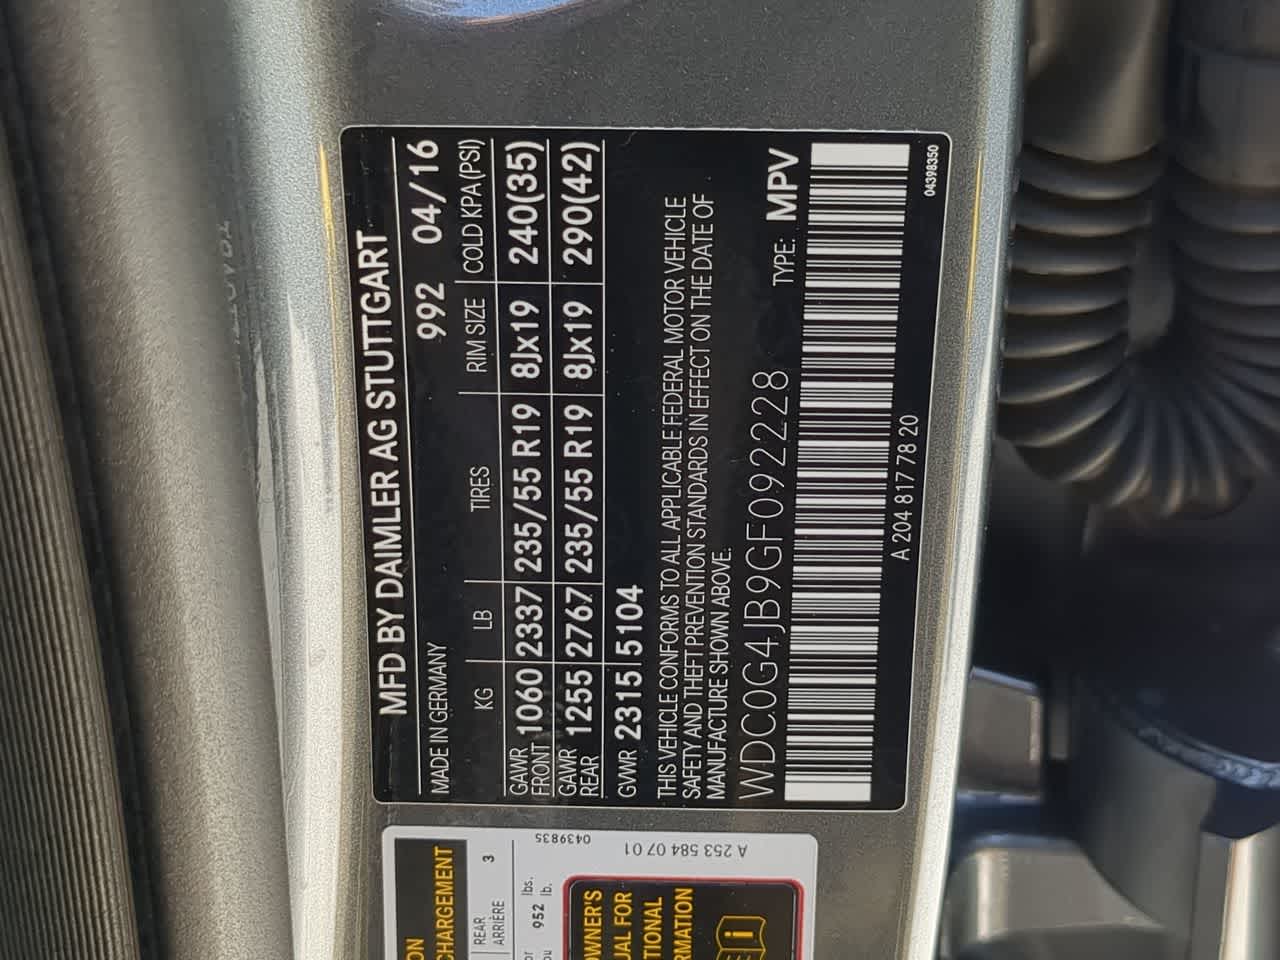 MFD BY DAIMLER AG STUTTGART
MADE IN GERMANY 992 04/16
KG LB TIRES RIM SIZE COLD KPA (PSI)
GAWR FRONT 1060 2337 235/55 R19 8Jx19 240(35)
GAWR REAR 1255 2767 235/55 R19 8Jx19 290(42)
GVWR 2315 5104
THIS VEHICLE CONFORMS TO ALL APPLICABLE FEDERAL MOTOR VEHICLE
SAFETY AND THEFT PREVENTION STANDARDS IN EFFECT ON THE DATE OF
MANUFACTURE SHOWN ABOVE.
WDC0G4JB9GF092228 TYPE: MPV
A 204 817 78 20
04398350
A 253 584 07 01
0439835
CHARGEMENT
REAR 3
ARRIÈRE
952 lbs.
lb.
OWNER'S
FOR